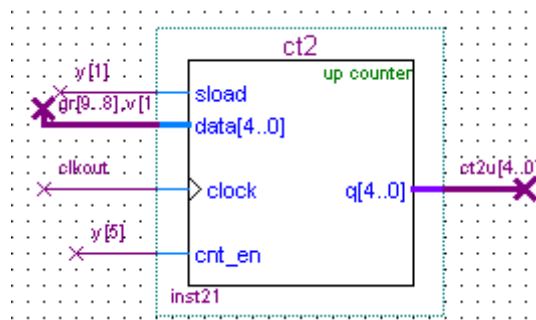 ct2
up counter
y[1]
sload
gr[9..8],v[1
data[4..0]
clkout
clock
q[4..0]
ct2u[4..0]
y[5]
cnt_en
inst21